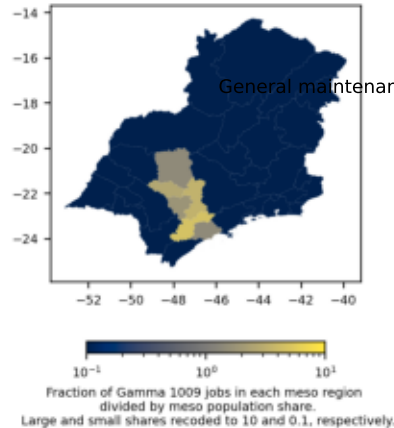 −14
−16
General maintenan
−18
−20
−22
−24
−52 −50 −48 −46 −44 −42 −40
10⁻¹ 10⁰ 10¹
Fraction of Gamma 1009 jobs in each meso region
divided by meso population share.
Large and small shares recoded to 10 and 0.1, respectively.